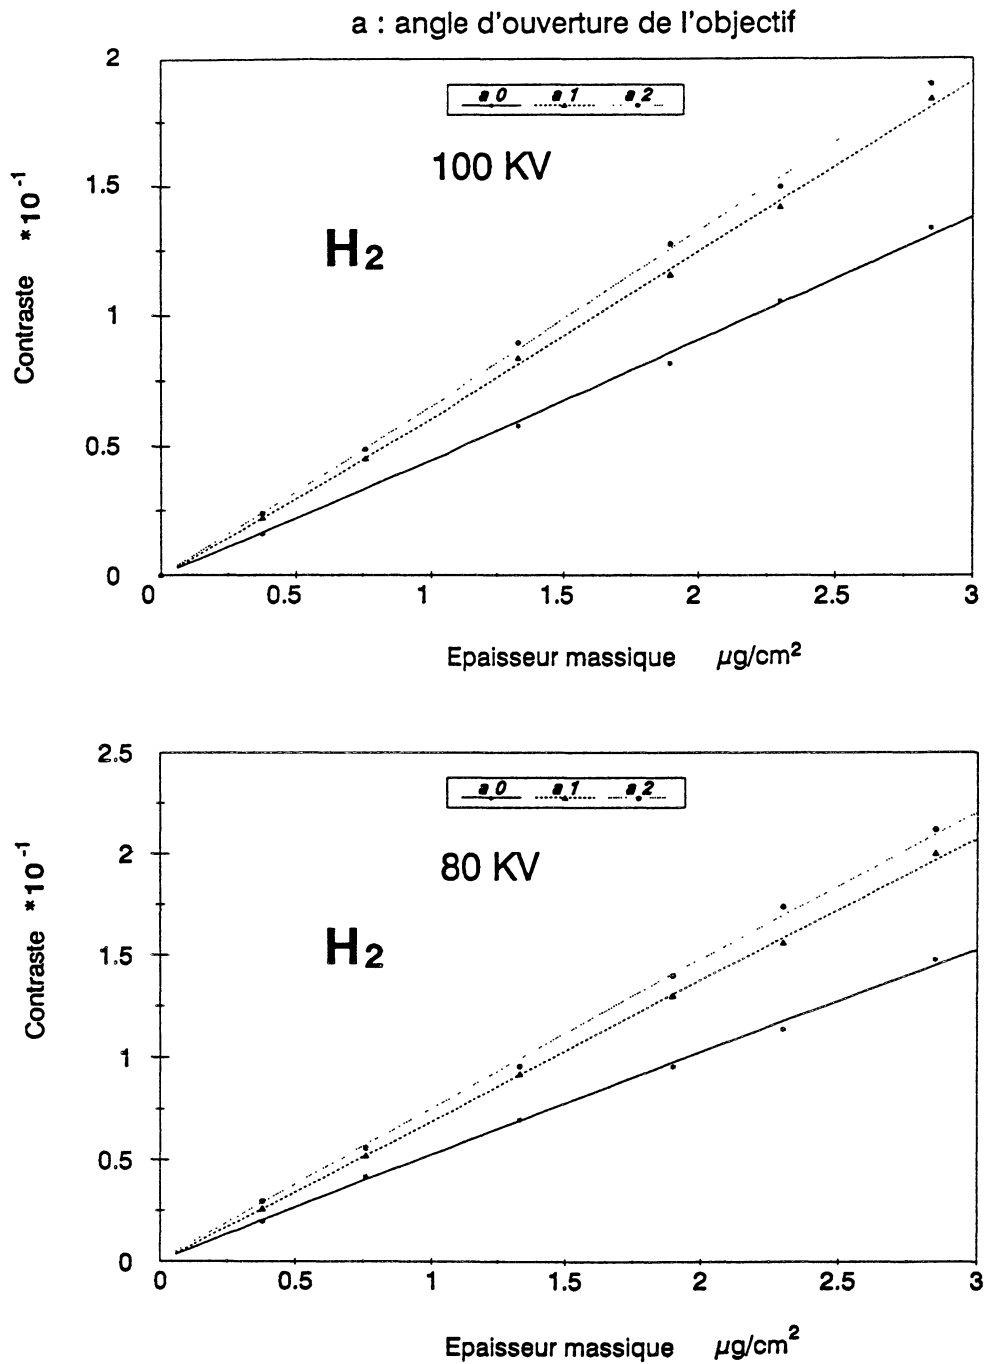 a : angle d'ouverture de l'objectif
2
a 0 a 1 a 2
100 KV
1.5
Contraste *10⁻¹
H₂
1
0.5
0
0 0.5 1 1.5 2 2.5 3
Epaisseur massique µg/cm²
2.5
a 0 a 1 a 2
2
80 KV
Contraste *10⁻¹
1.5
H₂
1
0.5
0
0 0.5 1 1.5 2 2.5 3
Epaisseur massique µg/cm²